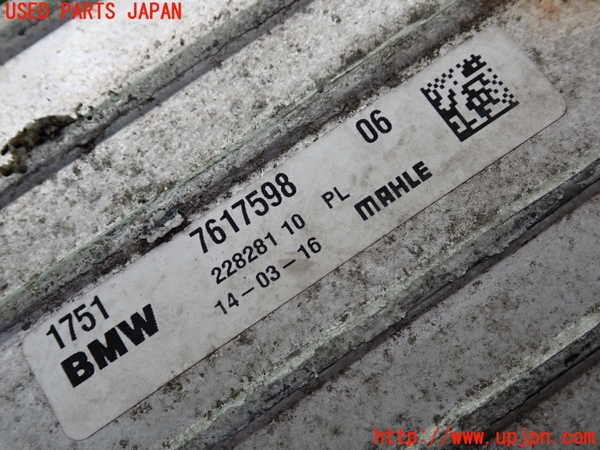 USED PARTS JAPAN
1751 7617598 06
BMW 228281 10 PL MAHLE
14-03-16
http://www.upjpn.com/